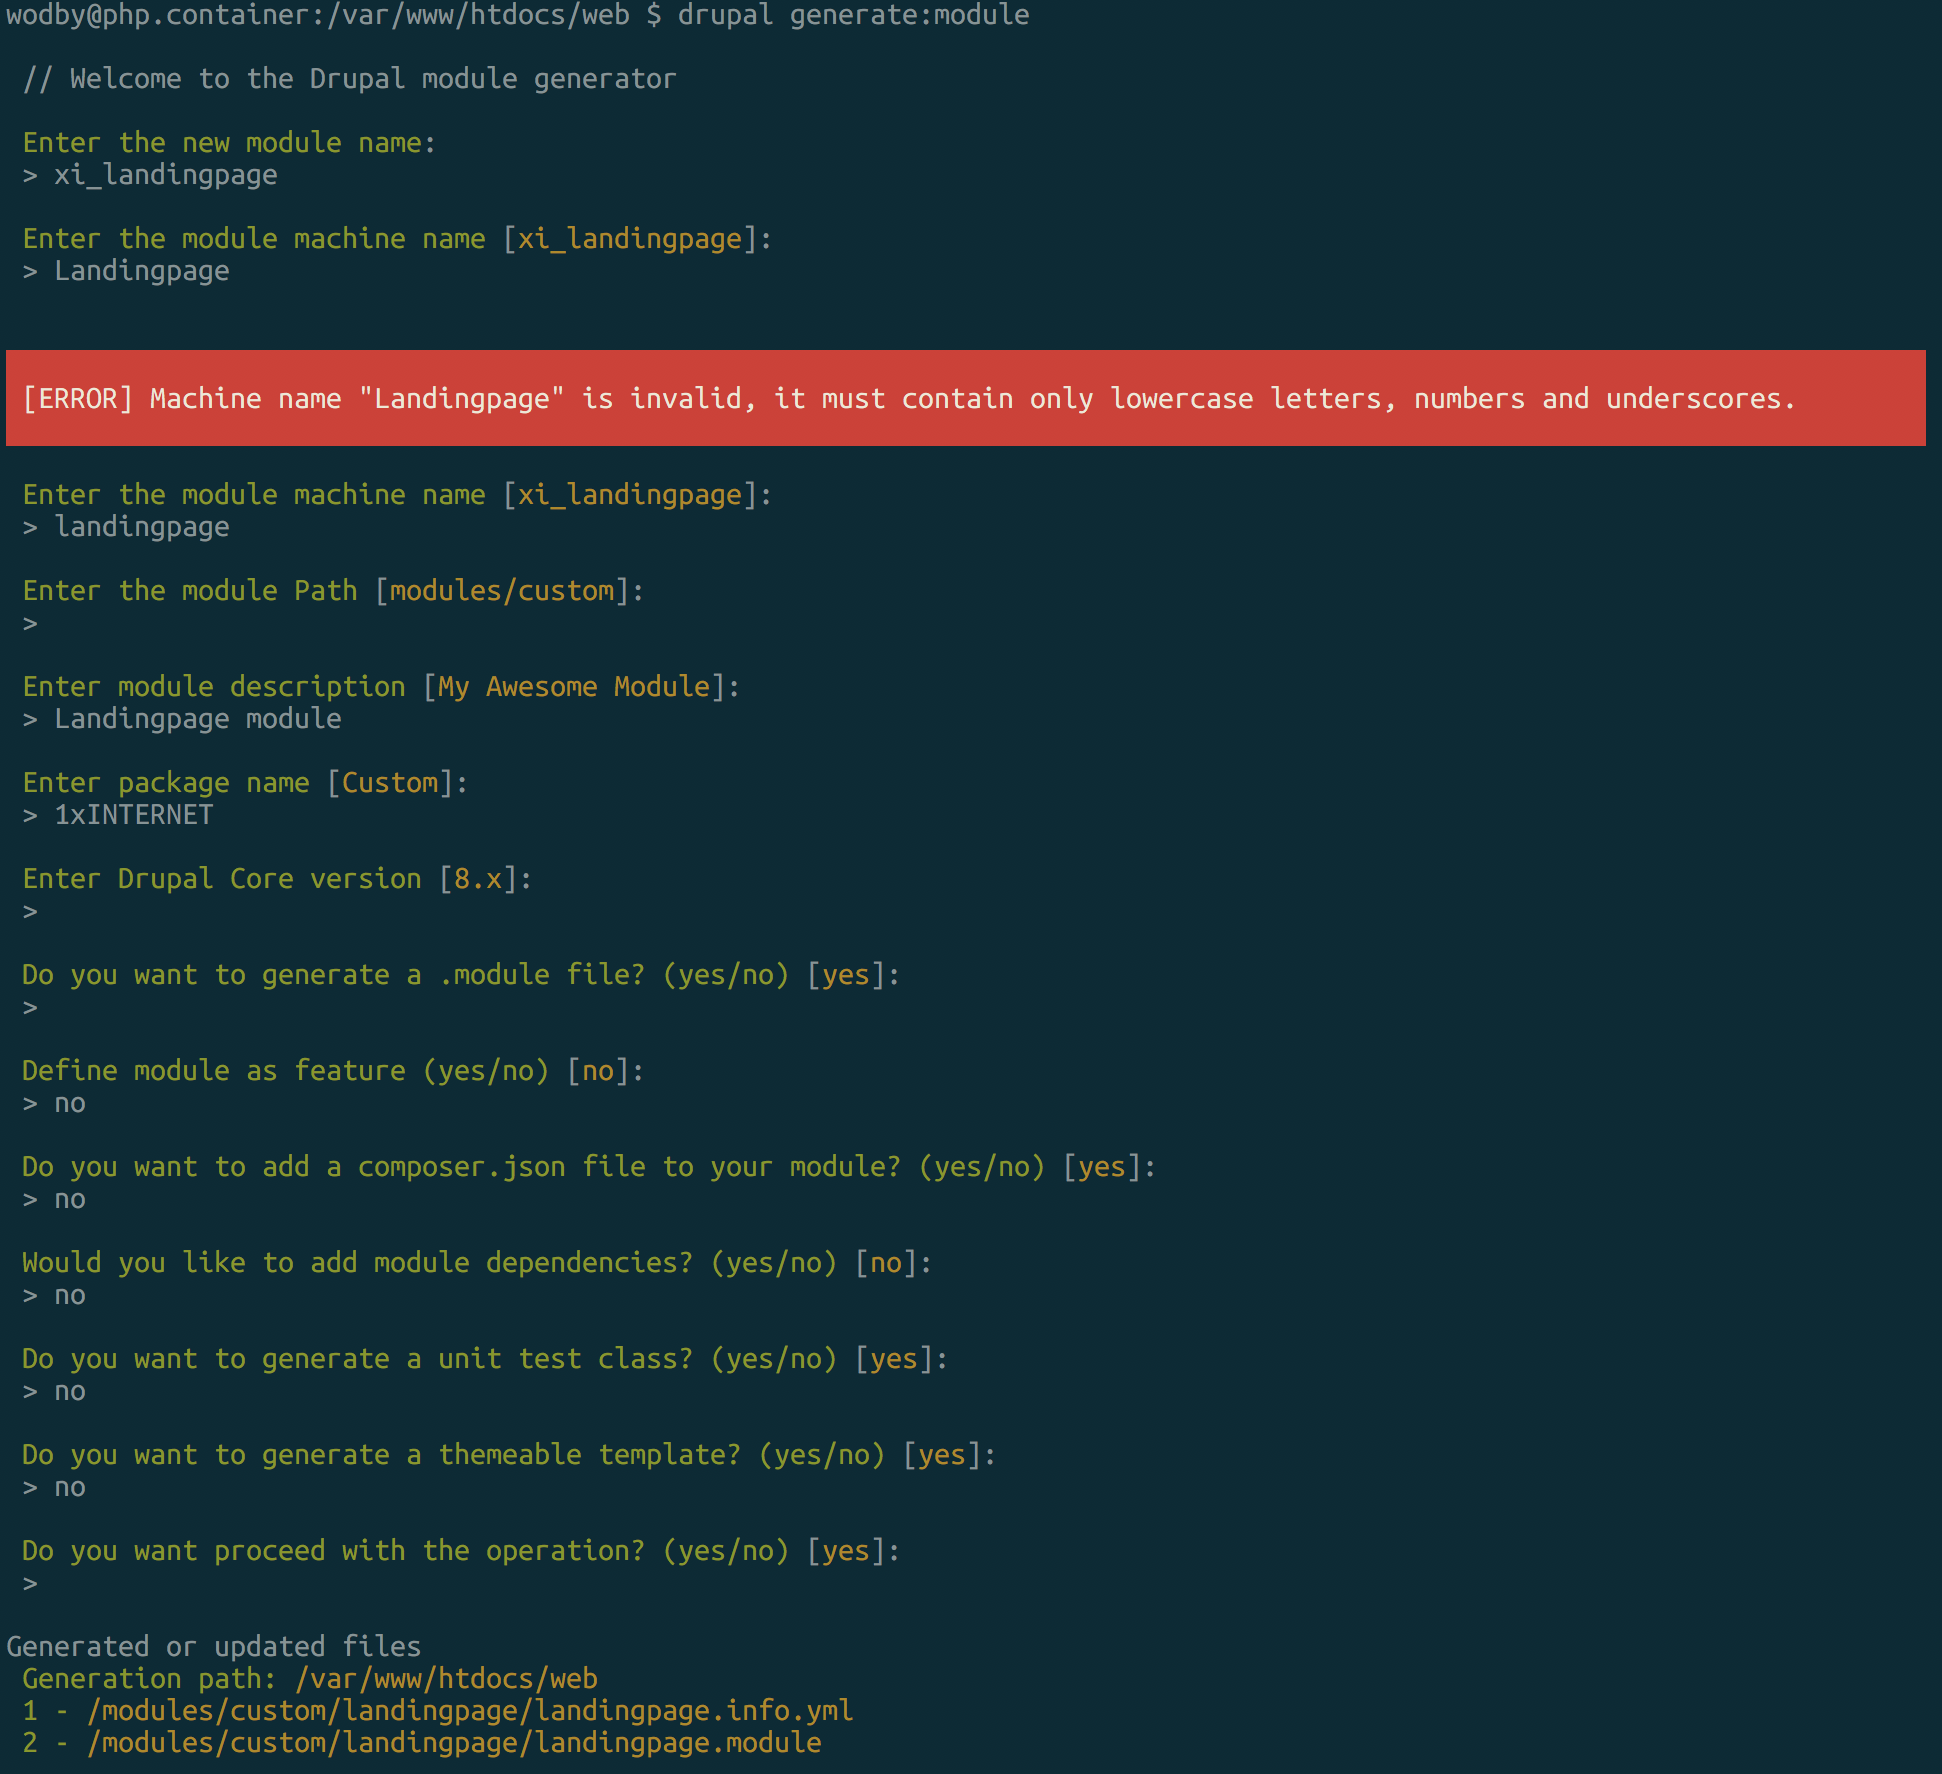 wodby@php.container:/var/www/htdocs/web $ drupal generate:module
// Welcome to the Drupal module generator
Enter the new module name:
> xi_landingpage
Enter the module machine name [xi_landingpage]:
> Landingpage
[ERROR] Machine name "Landingpage" is invalid, it must contain only lowercase letters, numbers and underscores.
Enter the module machine name [xi_landingpage]:
> landingpage
Enter the module Path [modules/custom]:
>
Enter module description [My Awesome Module]:
> Landingpage module
Enter package name [Custom]:
> 1xINTERNET
Enter Drupal Core version [8.x]:
>
Do you want to generate a .module file? (yes/no) [yes]:
>
Define module as feature (yes/no) [no]:
> no
Do you want to add a composer.json file to your module? (yes/no) [yes]:
> no
Would you like to add module dependencies? (yes/no) [no]:
> no
Do you want to generate a unit test class? (yes/no) [yes]:
> no
Do you want to generate a themeable template? (yes/no) [yes]:
> no
Do you want proceed with the operation? (yes/no) [yes]:
>
Generated or updated files
Generation path: /var/www/htdocs/web
1 - /modules/custom/landingpage/landingpage.info.yml
2 - /modules/custom/landingpage/landingpage.module